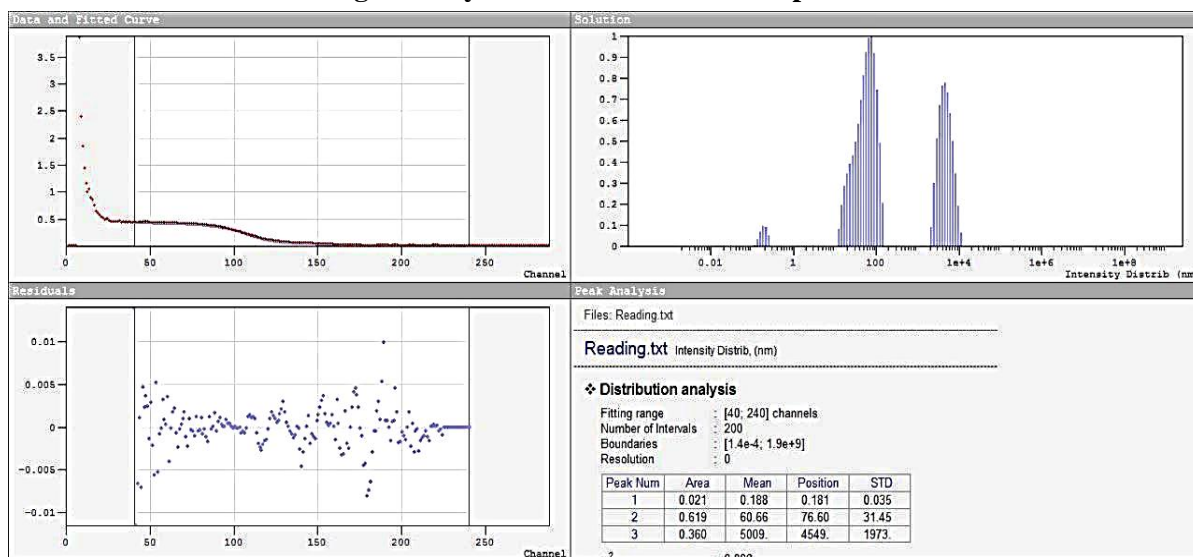 Data and Fitted Curve
3.5
3
2.5
2
1.5
1
0.5
0 50 100 150 200 250
Channel
Solution
1
0.9
0.8
0.7
0.6
0.5
0.4
0.3
0.2
0.1
0
0.01 1 100 1e+4 1e+6 1e+8
Intensity Distrib (nm
Residuals
0.01
0.005
0
-0.005
-0.01
0 50 100 150 200 250
Channel
Peak Analysis
Files: Reading.txt
Reading.txt Intensity Distrib, (nm)
❖ Distribution analysis
Fitting range : [40; 240] channels
Number of Intervals : 200
Boundaries : [1.4e-4; 1.9e+9]
Resolution : 0
Peak Num Area Mean Position STD
1 0.021 0.188 0.181 0.035
2 0.619 60.66 76.60 31.45
3 0.360 5009. 4549. 1973.